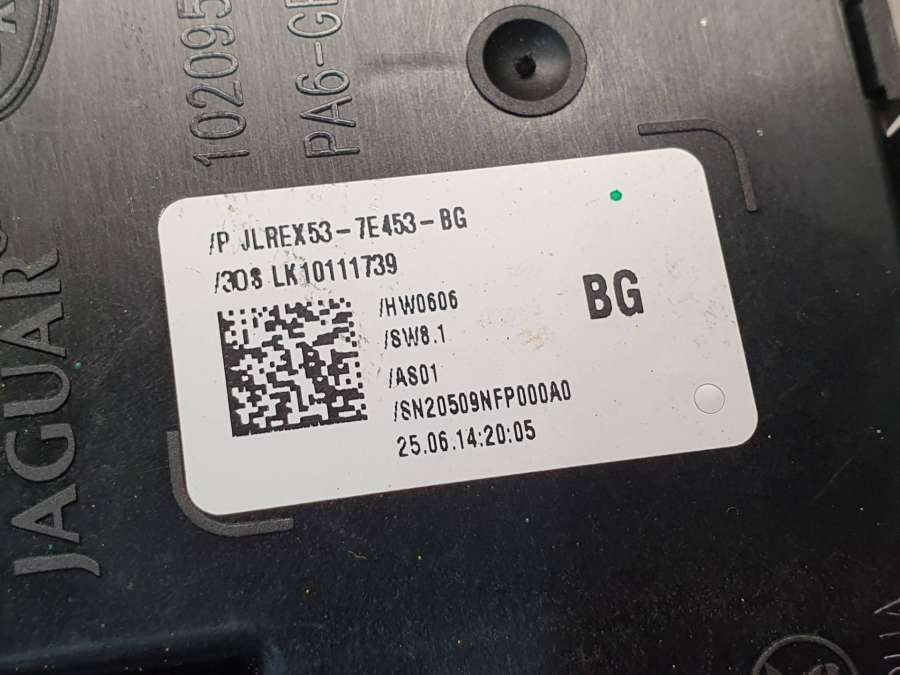 102095
PA6-GF
JAGUAR
/P JLREX53-7E453-BG
/30S LK10111739
/HW0606
/SW8.1
/AS01
/SN20509NFP000A0
25.06.14:20:05
BG